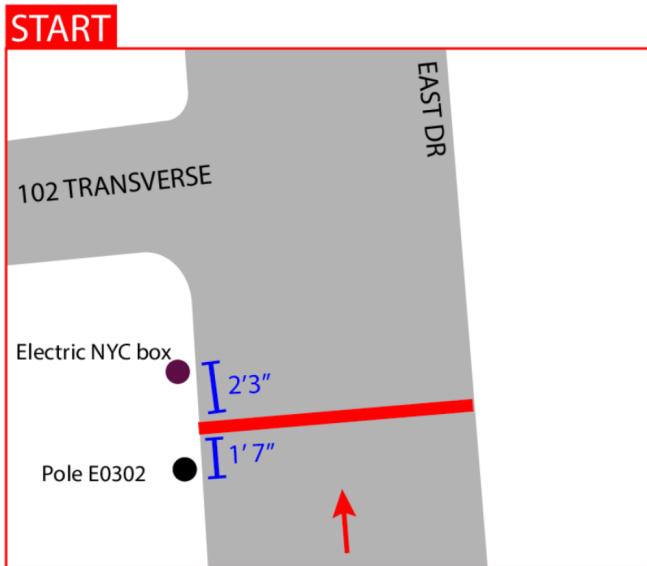 START
EAST DR
102 TRANSVERSE
Electric NYC box
2'3"
1' 7"
Pole E0302